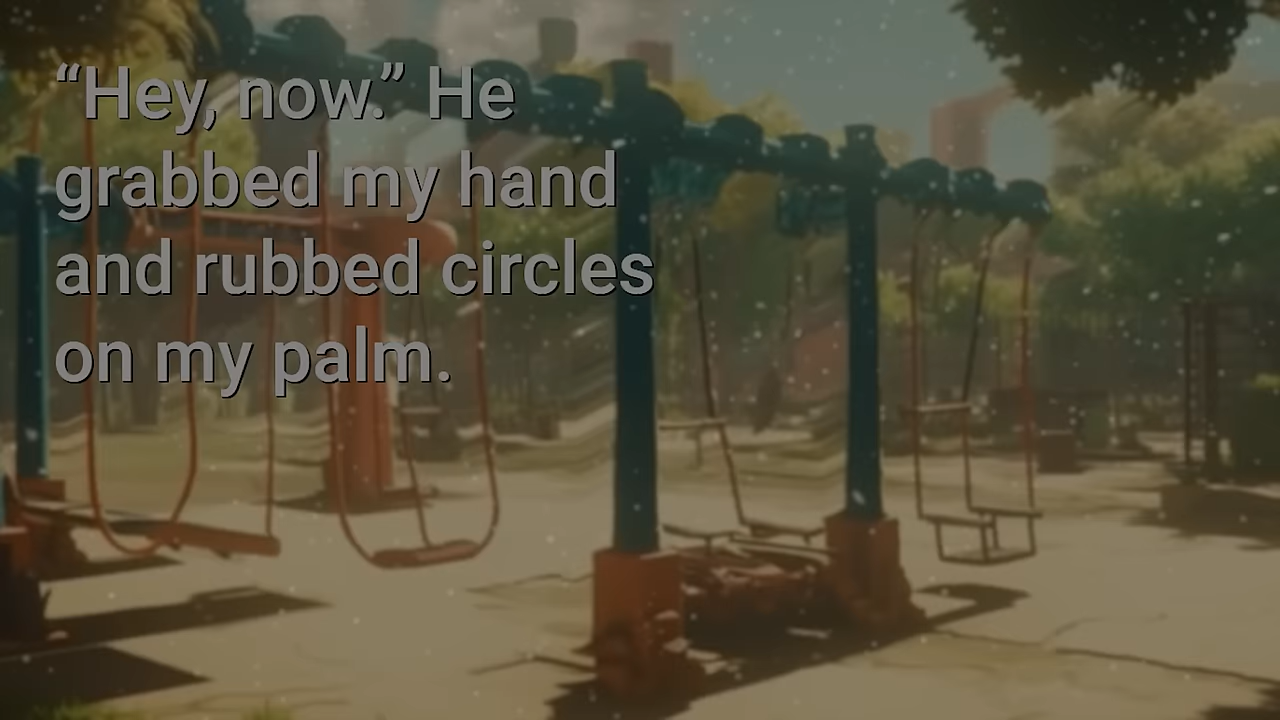 “Hey, now.” He
grabbed my hand
and rubbed circles
on my palm.